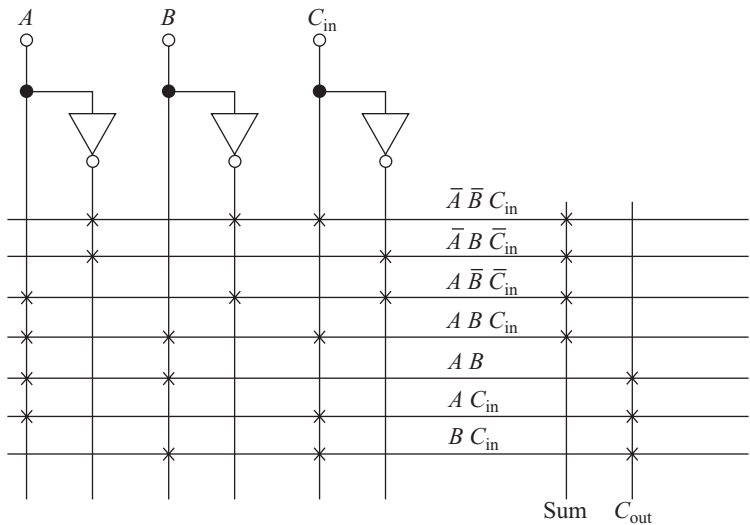 A B C_in
A̅ B̅ C_in
A̅ B C̅_in
A B̅ C̅_in
A B C_in
A B
A C_in
B C_in
Sum C_out